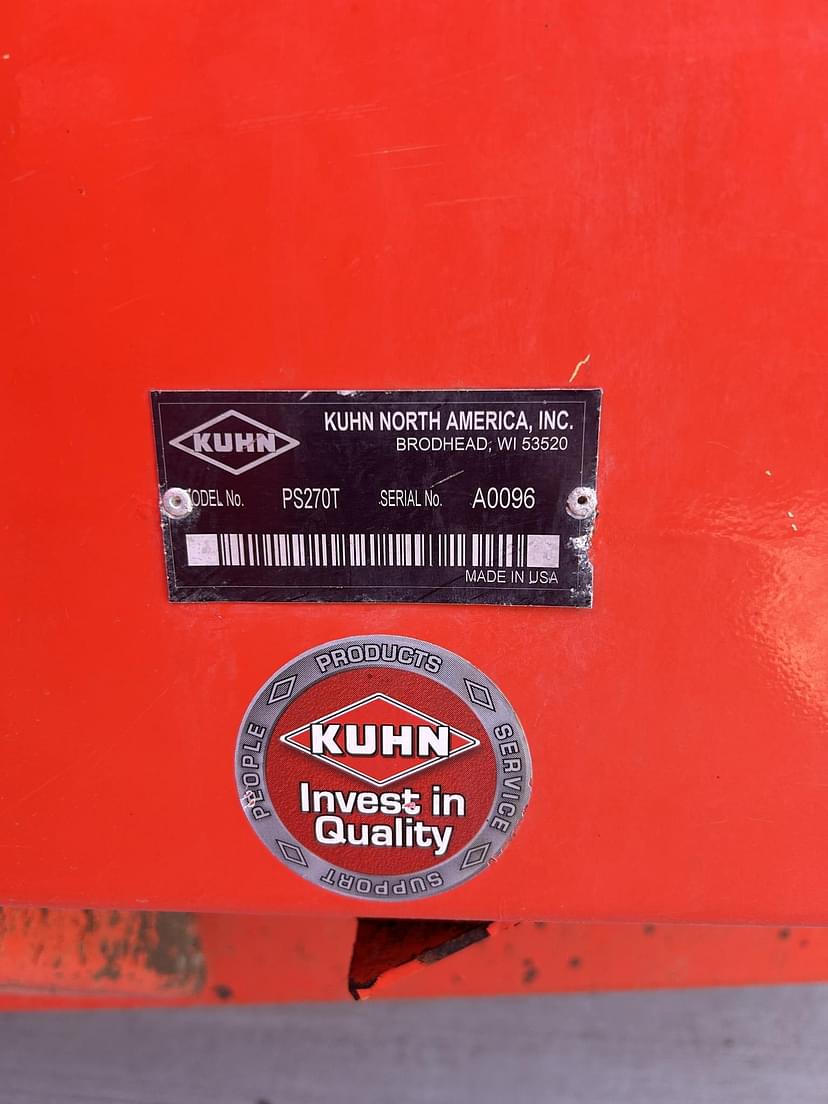 KUHN
KUHN NORTH AMERICA, INC.
BRODHEAD, WI 53520
ODEL No. PS270T SERIAL No. A0096
MADE IN USA
PRODUCTS
PEOPLE
SERVICE
KUHN
Invest in
Quality
SUPPORT